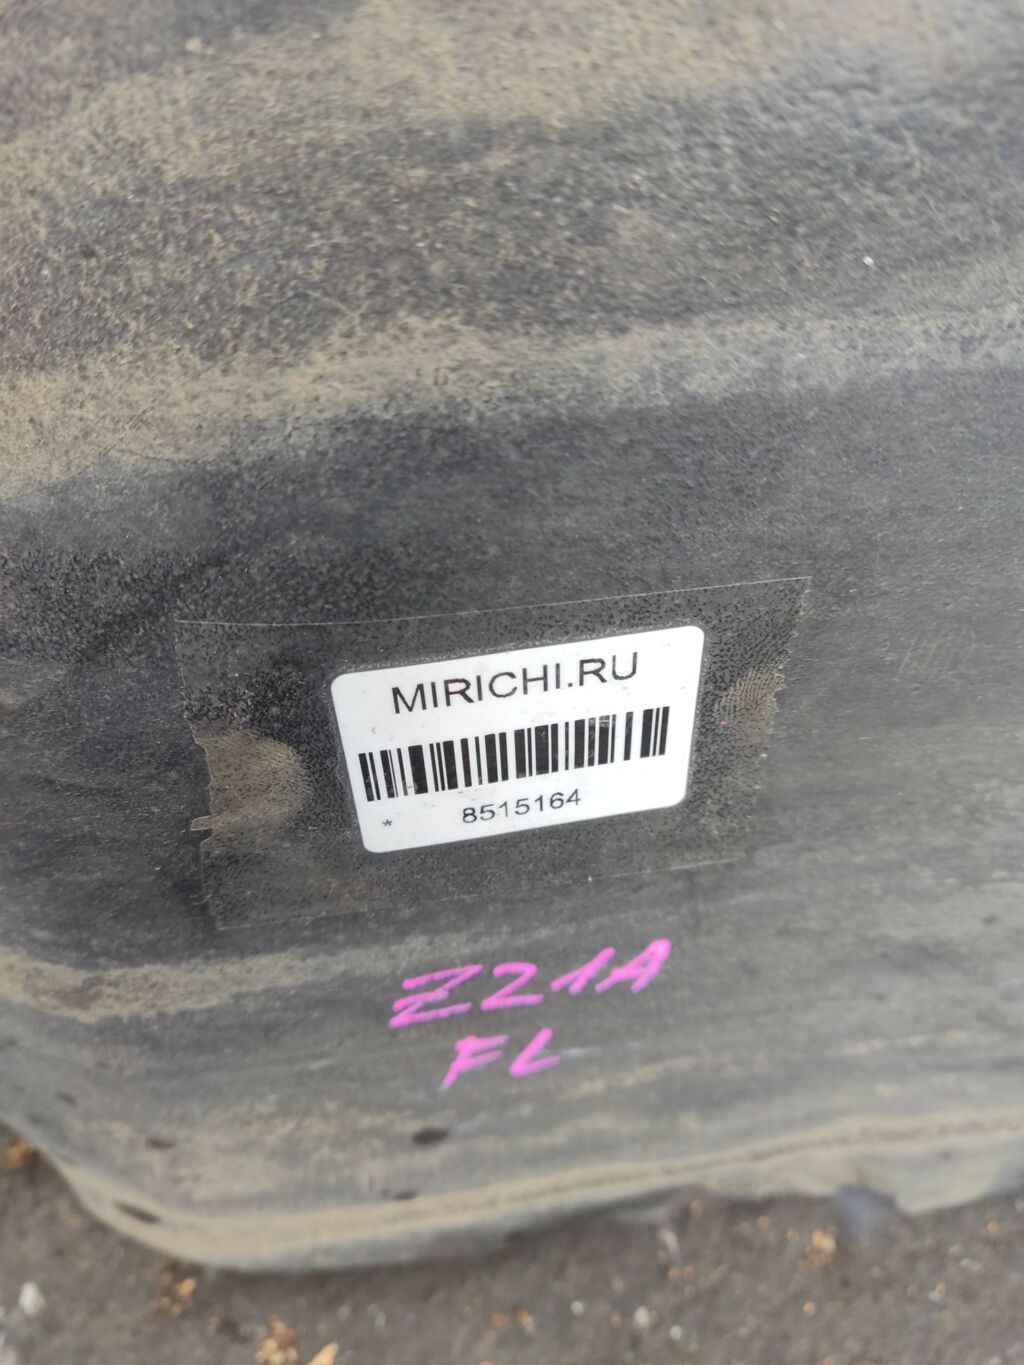 MIRICHI.RU
* 8515164
Z21A
FL